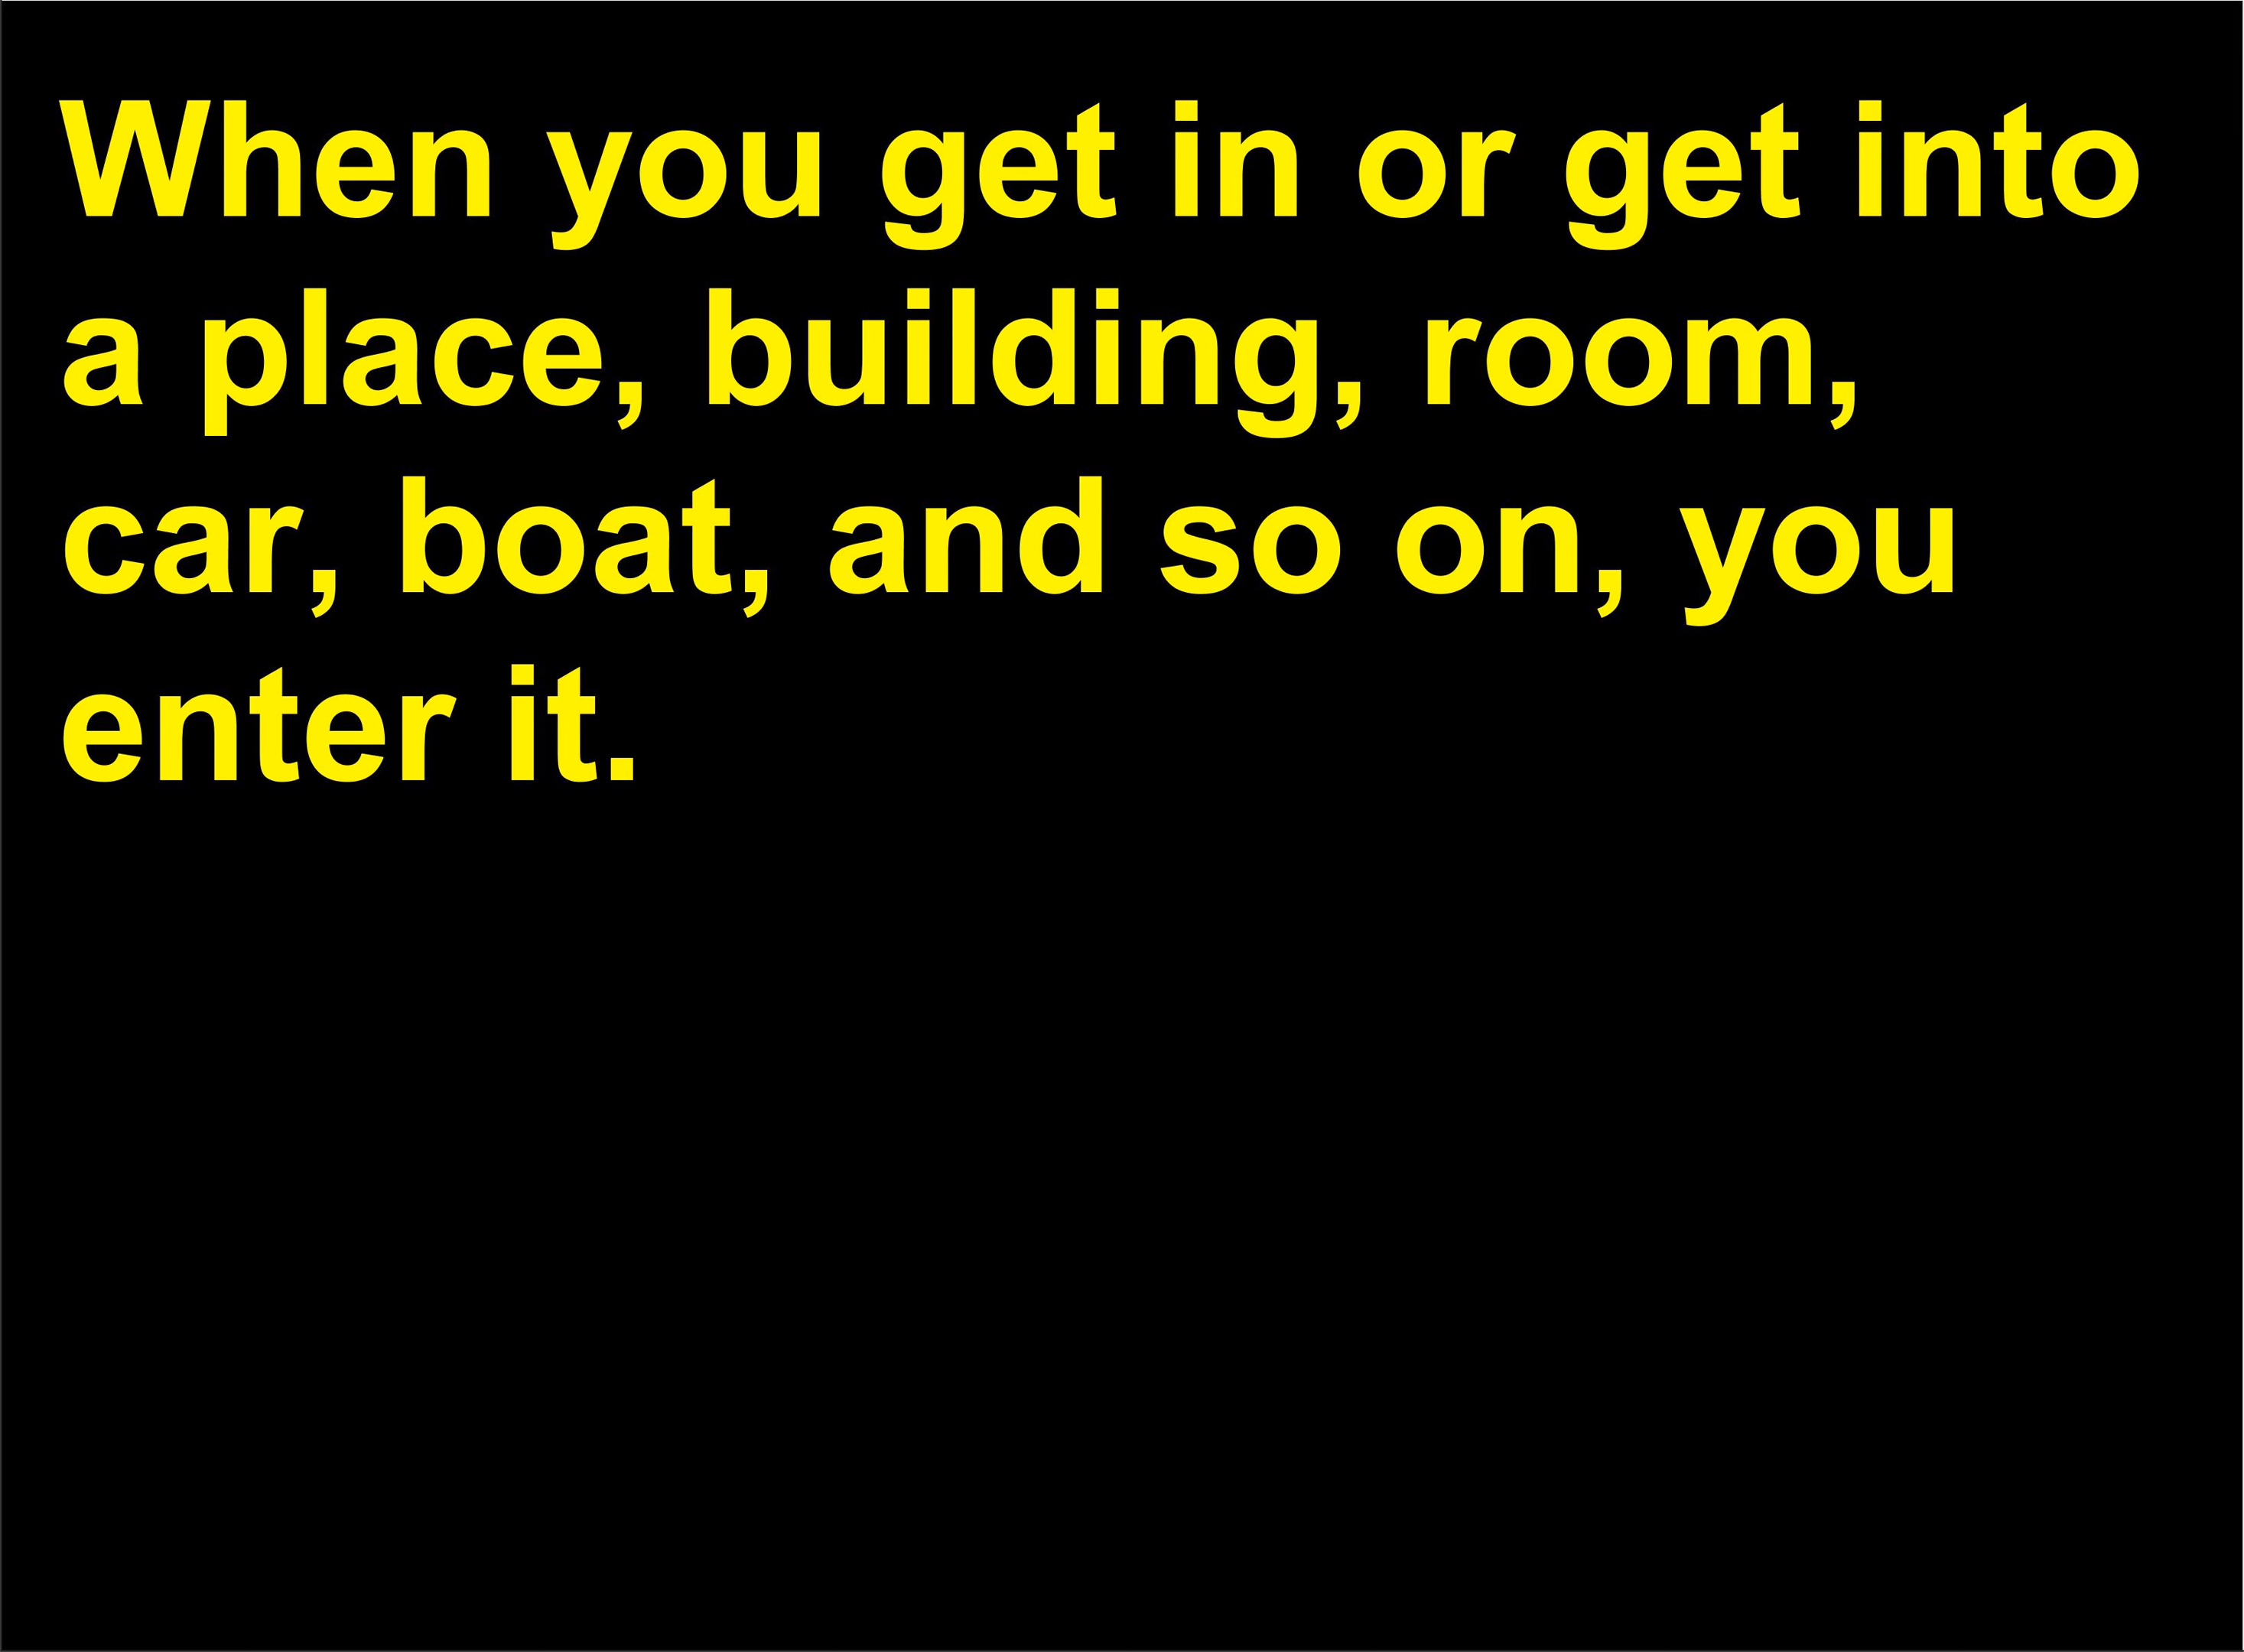 When you get in or get into
a place, building, room,
car, boat, and so on, you
enter it.